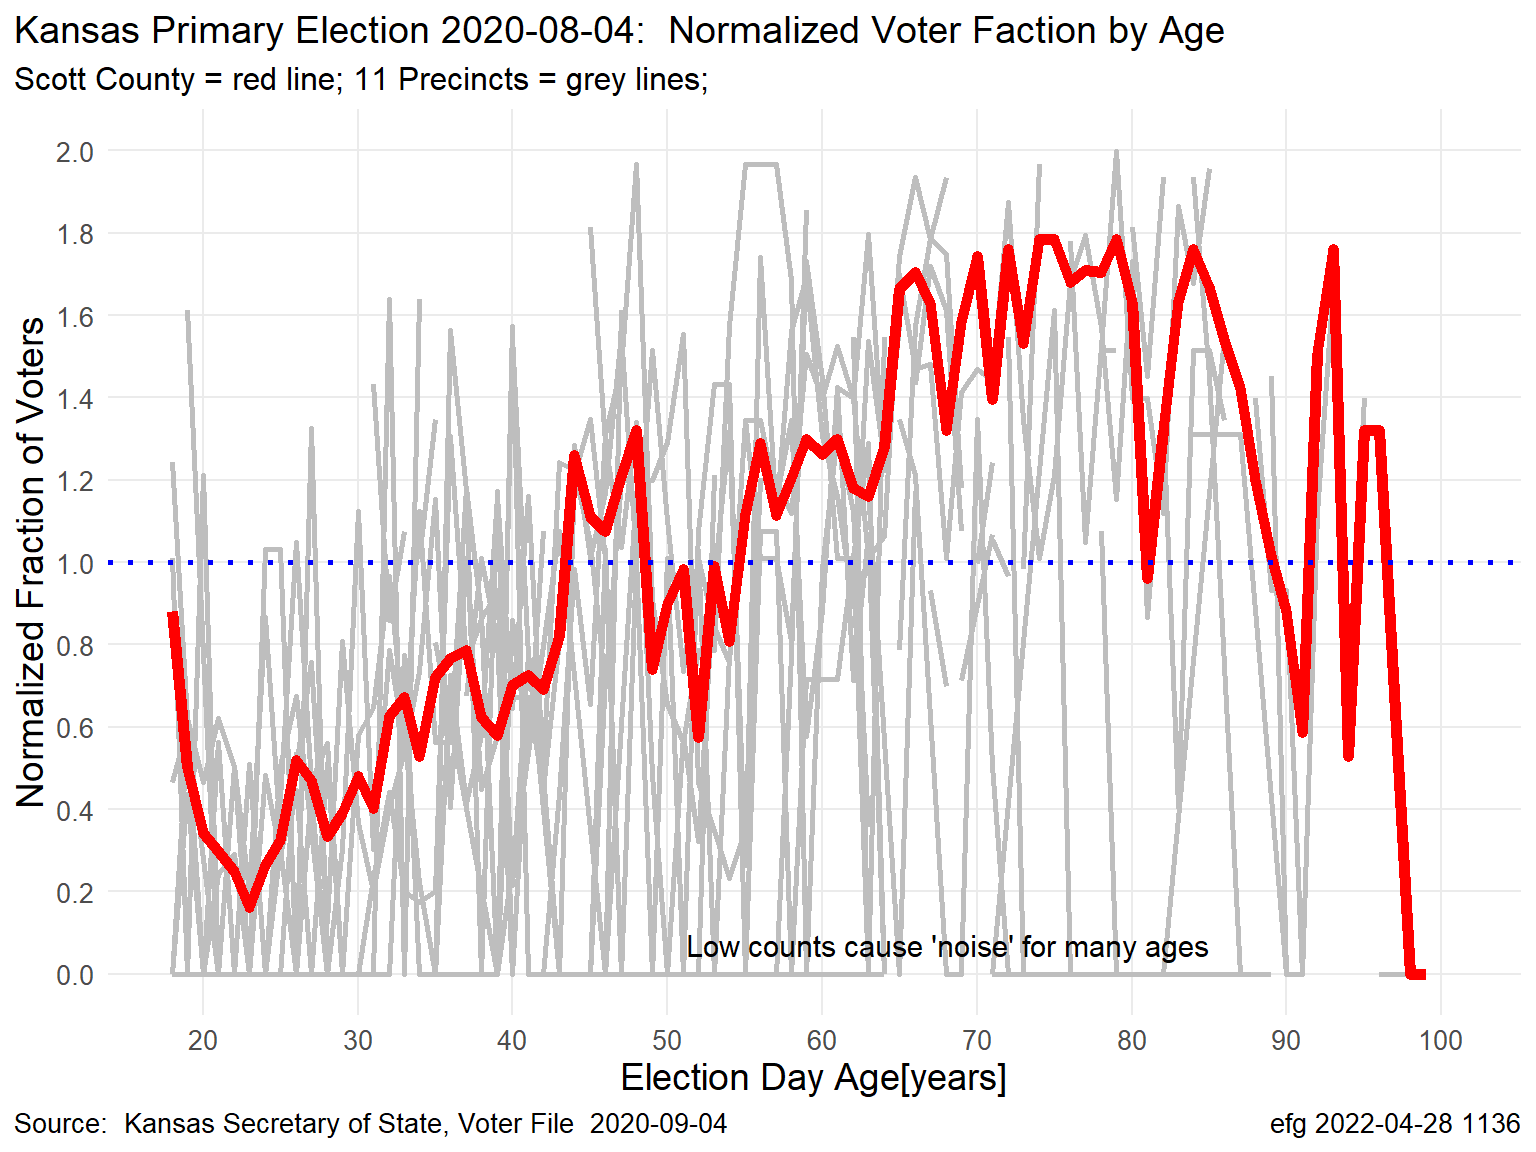 Kansas Primary Election 2020-08-04:  Normalized Voter Faction by Age
Scott County = red line; 11 Precincts = grey lines;
Normalized Fraction of Voters
2.0
1.8
1.6
1.4
1.2
1.0
0.8
0.6
0.4
0.2
0.0
Low counts cause 'noise' for many ages
20 30 40 50 60 70 80 90 100
Election Day Age[years]
Source:  Kansas Secretary of State, Voter File  2020-09-04
efg 2022-04-28 1136